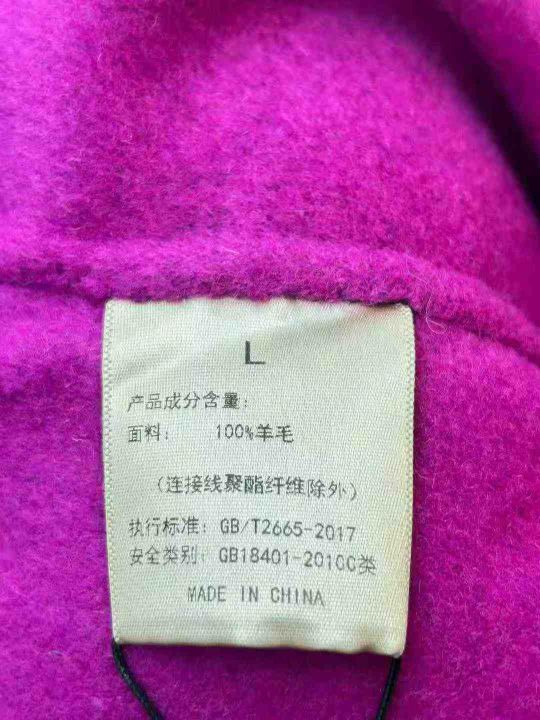 L
产品成分含量：
面料： 100%羊毛
（连接线聚酯纤维除外）
执行标准：GB/T2665-2017
安全类别：GB18401-2010C类
MADE IN CHINA